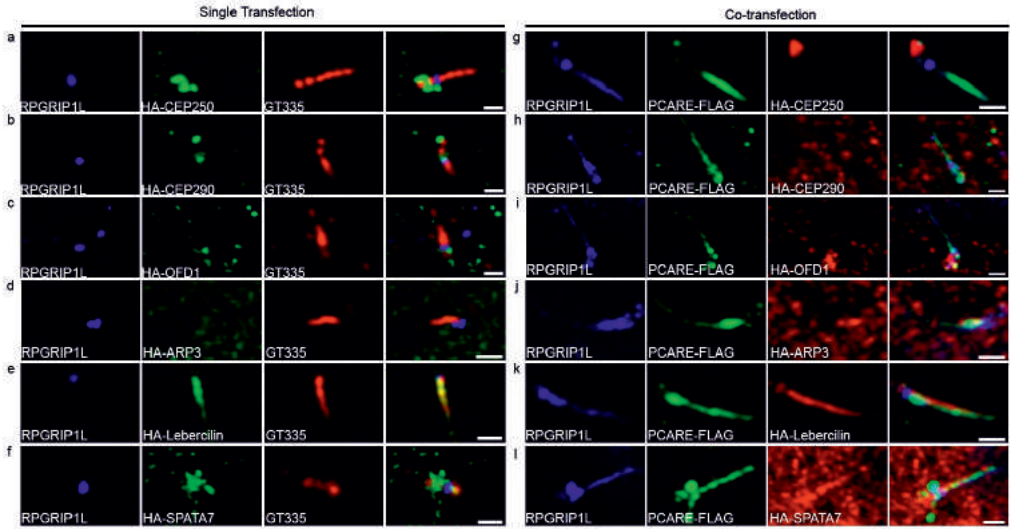 Single Transfection
Co-transfection
a
RPGRIP1L HA-CEP250 GT335
g
RPGRIP1L PCARE-FLAG HA-CEP250
b
RPGRIP1L HA-CEP290 GT335
h
RPGRIP1L PCARE-FLAG HA-CEP290
c
RPGRIP1L HA-OFD1 GT335
i
RPGRIP1L PCARE-FLAG HA-OFD1
d
RPGRIP1L HA-ARP3 GT335
j
RPGRIP1L PCARE-FLAG HA-ARP3
e
RPGRIP1L HA-Lebercilin GT335
k
RPGRIP1L PCARE-FLAG HA-Lebercilin
f
RPGRIP1L HA-SPATA7 GT335
l
RPGRIP1L PCARE-FLAG HA-SPATA7